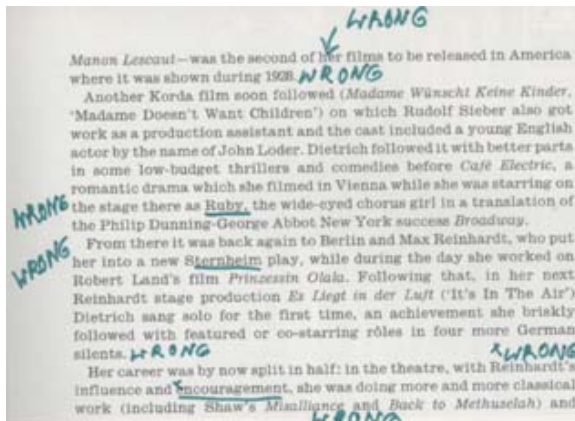 WRONG
Manon Lescaut—was the second of her films to be released in America
where it was shown during 1928. WRONG
Another Korda film soon followed (Madame Wünscht Keine Kinder,
'Madame Doesn't Want Children') on which Rudolf Sieber also got
work as a production assistant and the cast included a young English
actor by the name of John Loder. Dietrich followed it with better parts
in some low-budget thrillers and comedies before Café Electric, a
romantic drama which she filmed in Vienna while she was starring on
WRONG the stage there as Ruby, the wide-eyed chorus girl in a translation of
the Philip Dunning-George Abbot New York success Broadway.
From there it was back again to Berlin and Max Reinhardt, who put
WRONG her into a new Sternheim play, while during the day she worked on
Robert Land's film Prinzessin Olala. Following that, in her next
Reinhardt stage production Es Liegt in der Luft ('It's In The Air')
Dietrich sang solo for the first time, an achievement she briskly
followed with featured or co-starring rôles in four more German
silents. WRONG x WRONG
Her career was by now split in half: in the theatre, with Reinhardt's
influence and encouragement, she was doing more and more classical
work (including Shaw's Misalliance and Back to Methuselah) and
WRONG